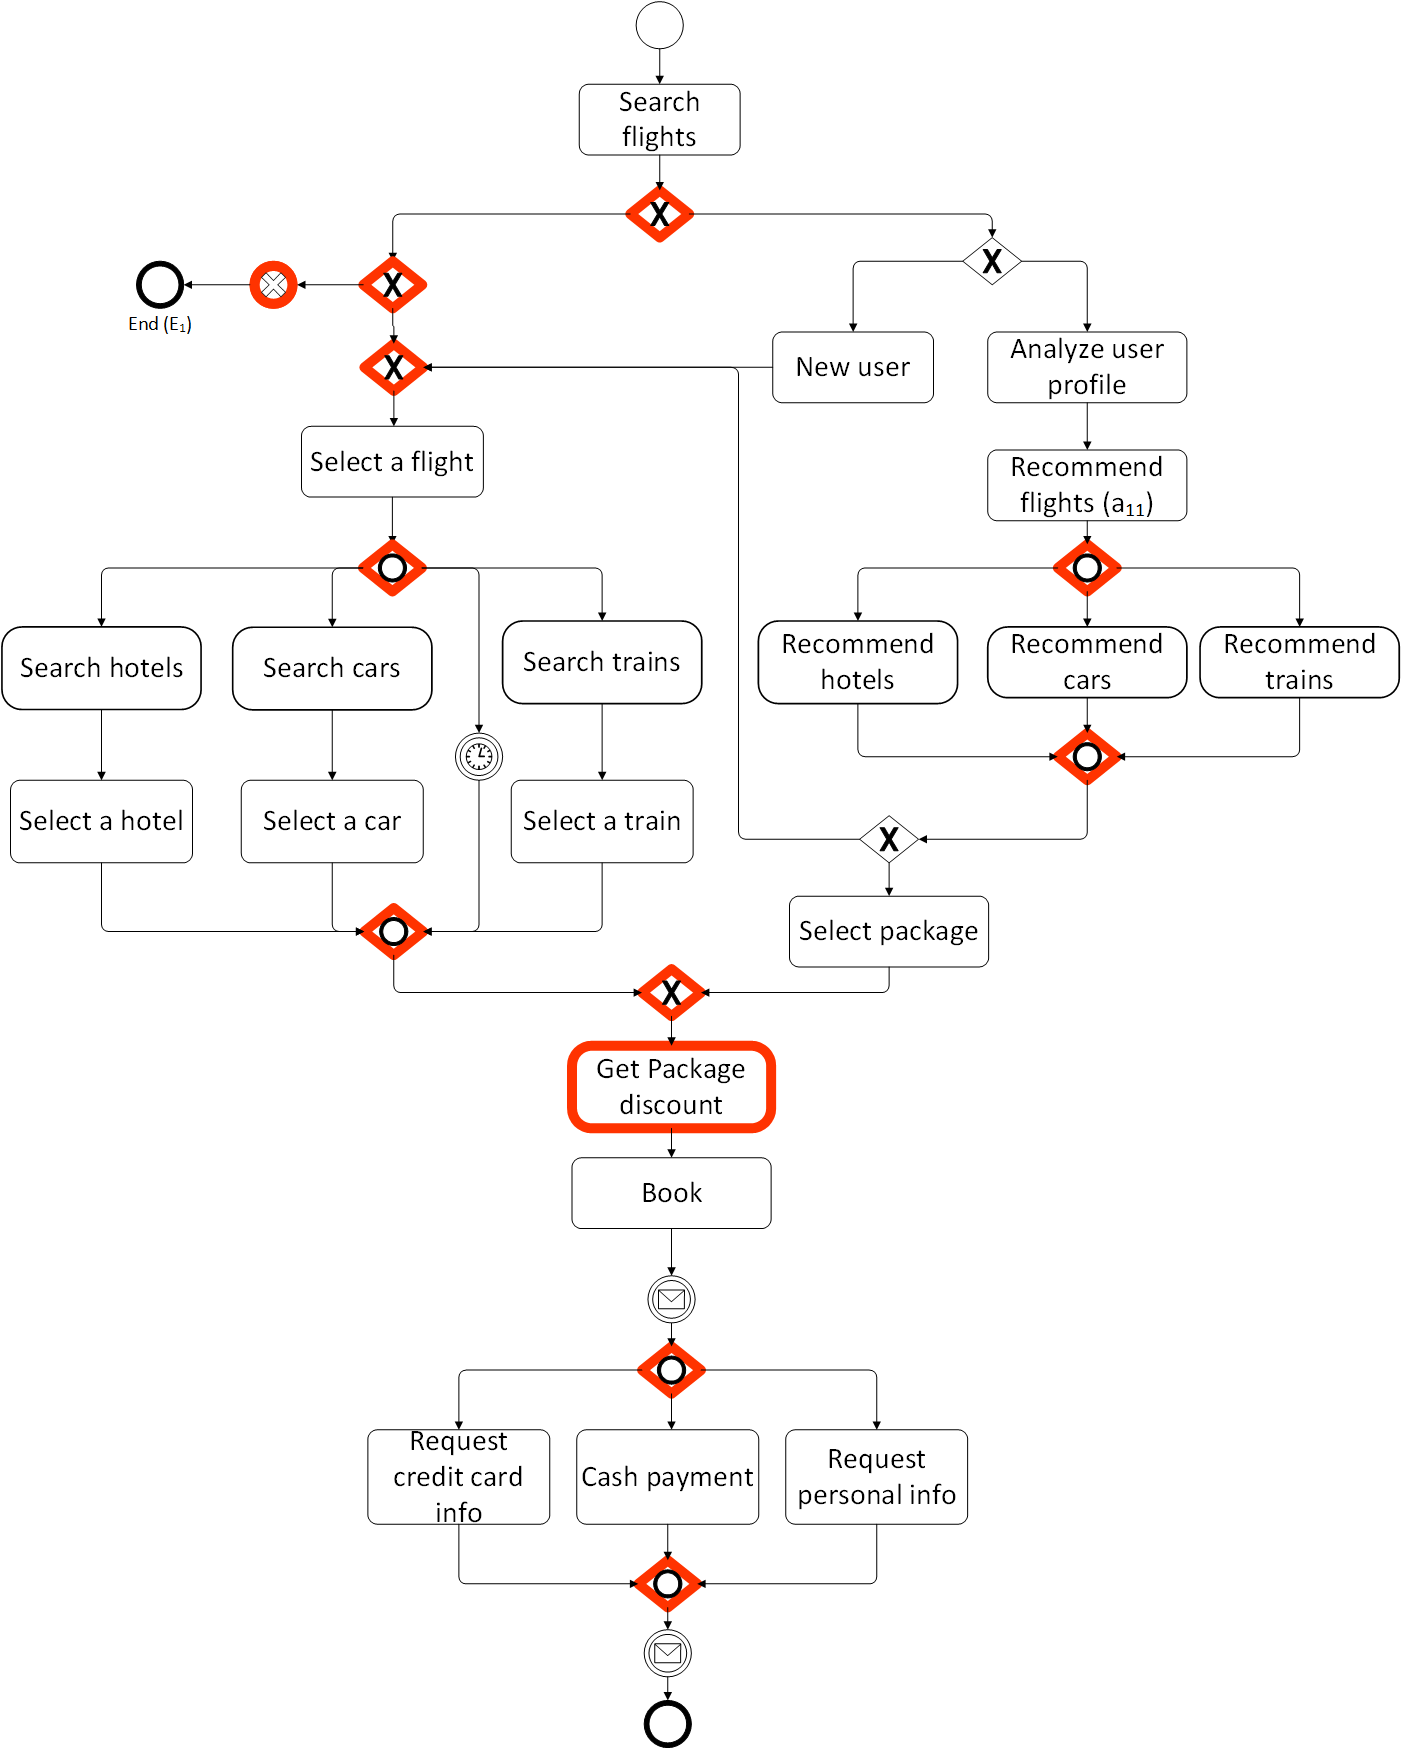 Search
flights
X
X
X
End (E₁)
X
New user
Analyze user
profile
Select a flight
Recommend
flights (a₁₁)
Search hotels
Search cars
Search trains
Recommend
hotels
Recommend
cars
Recommend
trains
Select a hotel
Select a car
Select a train
X
Select package
X
Get Package
discount
Book
Request
credit card
info
Cash payment
Request
personal info